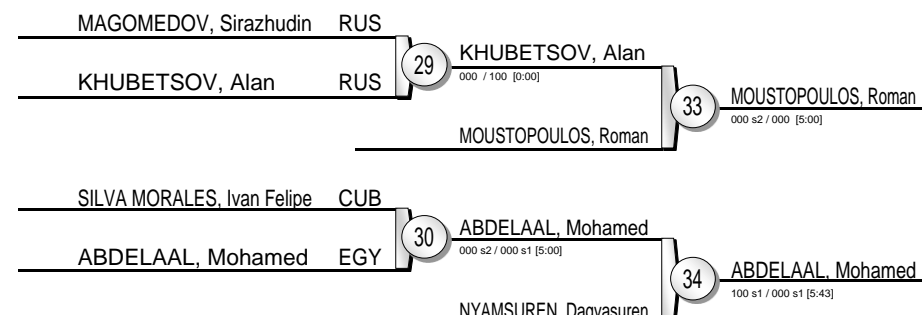 MAGOMEDOV, Sirazhudin RUS
29
KHUBETSOV, Alan
000 / 100 [0:00]
KHUBETSOV, Alan RUS
33
MOUSTOPOULOS, Roman
000 s2 / 000 [5:00]
MOUSTOPOULOS, Roman
SILVA MORALES, Ivan Felipe CUB
30
ABDELAAL, Mohamed
000 s2 / 000 s1 [5:00]
ABDELAAL, Mohamed EGY
34
ABDELAAL, Mohamed
100 s1 / 000 s1 [5:43]
NYAMSUREN, Dagvasuren